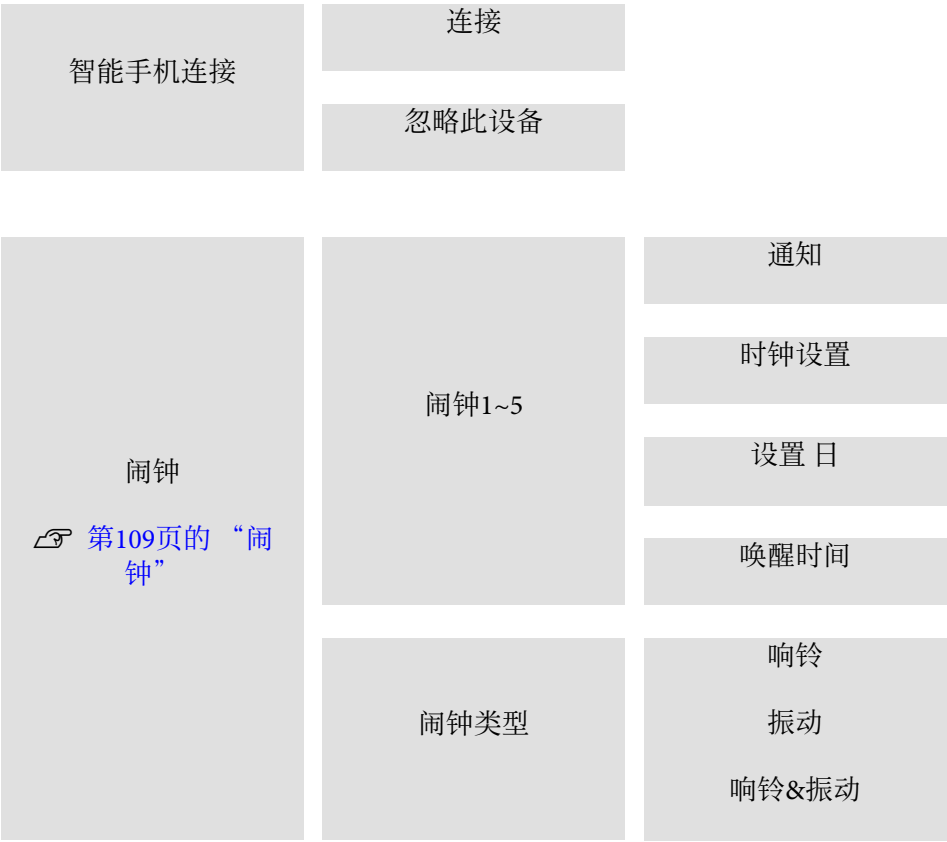 智能手机连接
连接
忽略此设备
闹钟
☞ 第109页的 “闹
钟”
闹钟1~5
通知
时钟设置
设置 日
唤醒时间
闹钟类型
响铃
振动
响铃&振动